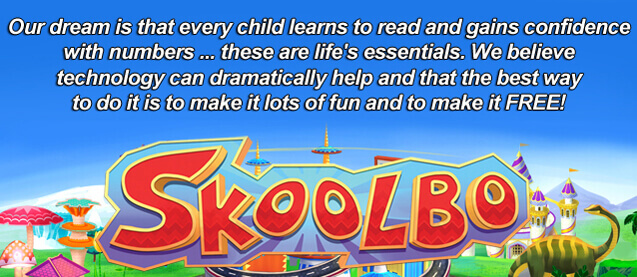 Our dream is that every child learns to read and gains confidence
with numbers ... these are life's essentials. We believe
technology can dramatically help and that the best way
to do it is to make it lots of fun and to make it FREE!
SKOOLBO